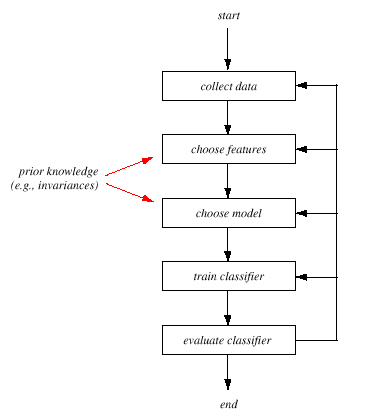 start
collect data
choose features
prior knowledge
(e.g., invariances)
choose model
train classifier
evaluate classifier
end